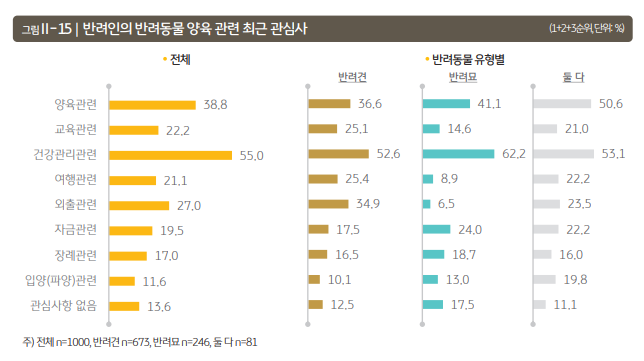 그림 II-15 | 반려인의 반려동물 양육 관련 최근 관심사 (1+2+3순위, 단위: %)
• 전체 • 반려동물 유형별
반려견 반려묘 둘 다
양육관련 38,8 36,6 41,1 50,6
교육관련 22,2 25,1 14,6 21,0
건강관리관련 55,0 52,6 62,2 53,1
여행관련 21,1 25,4 8,9 22,2
외출관련 27,0 34,9 6,5 23,5
자금관련 19,5 17,5 24,0 22,2
장례관련 17,0 16,5 18,7 16,0
입양(파양)관련 11,6 10,1 13,0 19,8
관심사항 없음 13,6 12,5 17,5 11,1
주) 전체 n=1000, 반려견 n=673, 반려묘 n=246, 둘 다 n=81